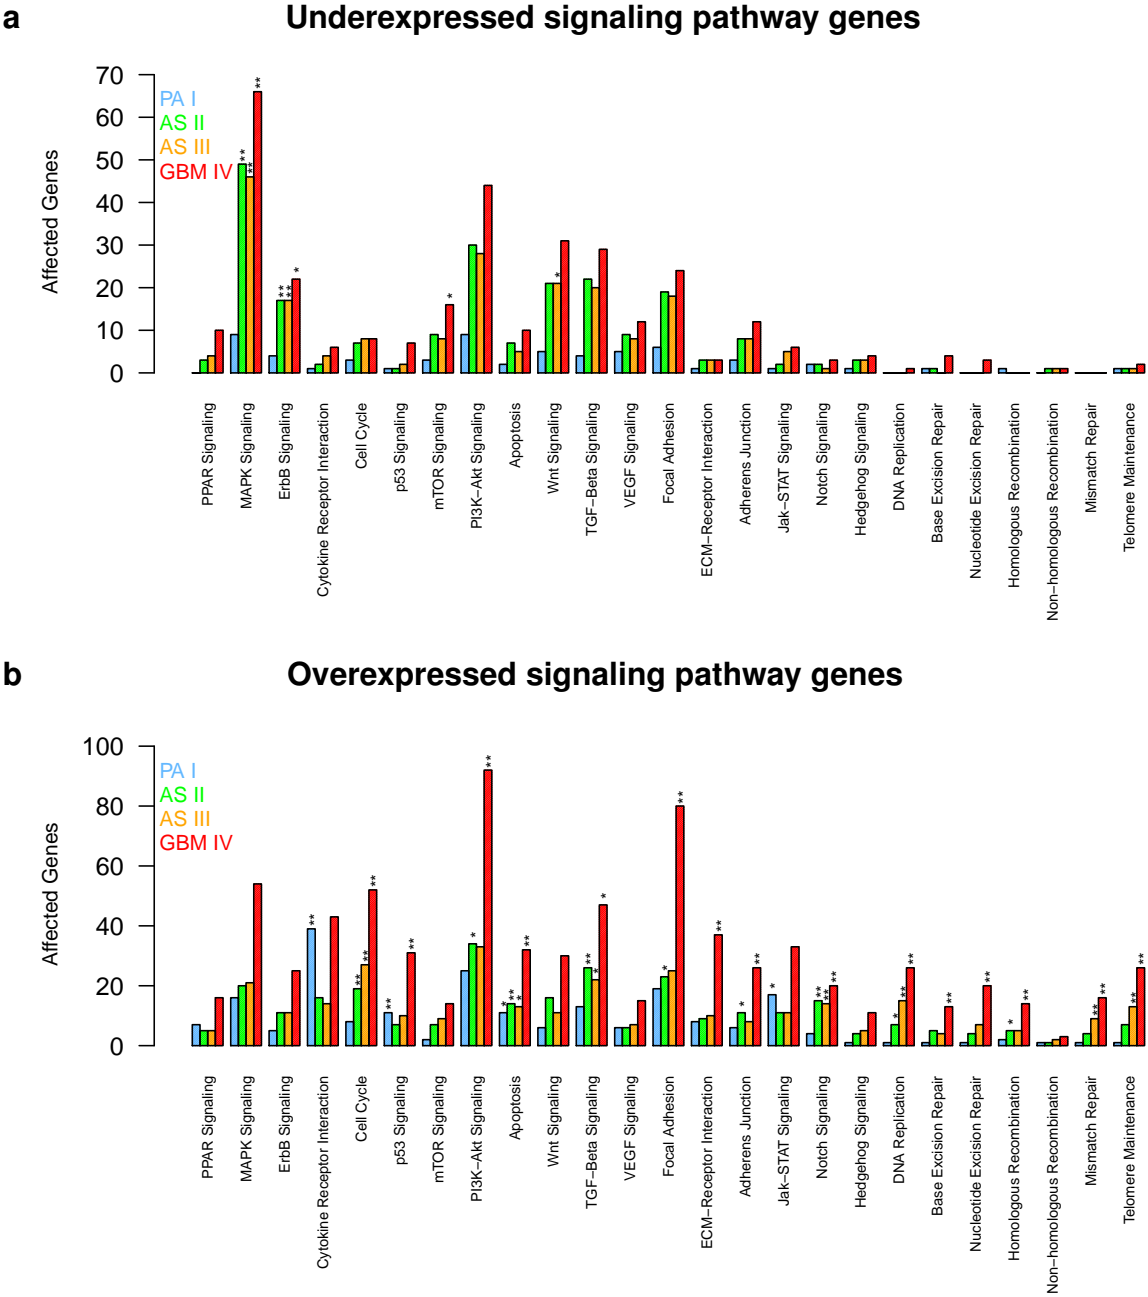 a
Underexpressed signaling pathway genes
70
60
50
40
30
20
10
0
Affected Genes
PA I
AS II
AS III
GBM IV
**
**
**
**
**
*
*
*
PPAR Signaling
MAPK Signaling
ErbB Signaling
Cytokine Receptor Interaction
Cell Cycle
p53 Signaling
mTOR Signaling
PI3K−Akt Signaling
Apoptosis
Wnt Signaling
TGF−Beta Signaling
VEGF Signaling
Focal Adhesion
ECM−Receptor Interaction
Adherens Junction
Jak−STAT Signaling
Notch Signaling
Hedgehog Signaling
DNA Replication
Base Excision Repair
Nucleotide Excision Repair
Homologous Recombination
Non−homologous Recombination
Mismatch Repair
Telomere Maintenance
b
Overexpressed signaling pathway genes
100
80
60
40
20
0
Affected Genes
PA I
AS II
AS III
GBM IV
**
**
**
**
**
**
*
**
*
**
*
**
**
*
*
*
**
**
*
**
*
**
**
**
*
**
**
**
**
*
**
**
**
**
**
PPAR Signaling
MAPK Signaling
ErbB Signaling
Cytokine Receptor Interaction
Cell Cycle
p53 Signaling
mTOR Signaling
PI3K−Akt Signaling
Apoptosis
Wnt Signaling
TGF−Beta Signaling
VEGF Signaling
Focal Adhesion
ECM−Receptor Interaction
Adherens Junction
Jak−STAT Signaling
Notch Signaling
Hedgehog Signaling
DNA Replication
Base Excision Repair
Nucleotide Excision Repair
Homologous Recombination
Non−homologous Recombination
Mismatch Repair
Telomere Maintenance